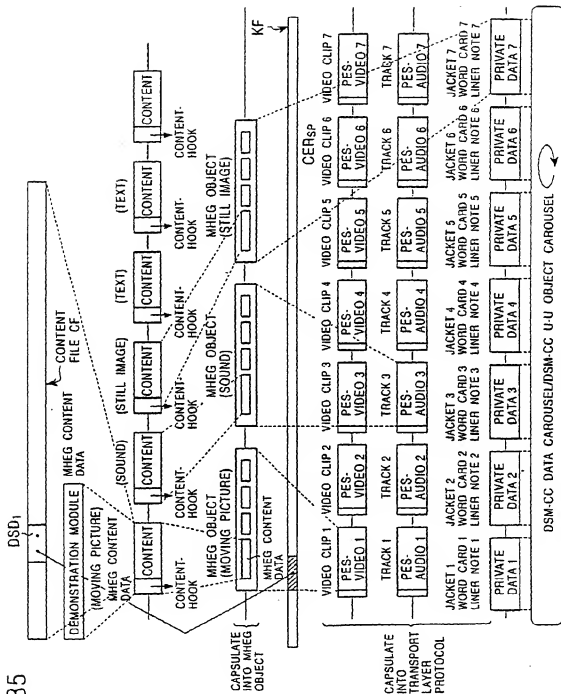 35
DSD1
CONTENT
FILE CF
DEMONSTRATION MODULE
MHEG CONTENT
DATA
(MOVING PICTURE)
MHEG CONTENT
DATA
(SOUND)
(STILL IMAGE)
(TEXT)
(TEXT)
CONTENT
CONTENT
CONTENT
CONTENT
CONTENT
CONTENT
CONTENT-
HOOK
CONTENT-
HOOK
CONTENT-
HOOK
CONTENT-
HOOK
CONTENT-
HOOK
CONTENT-
HOOK
CAPSULATE
INTO MHEG
OBJECT
MHEG OBJECT
(MOVING PICTURE)
MHEG OBJECT
(SOUND)
MHEG OBJECT
(STILL IMAGE)
MHEG CONTENT
DATA
KF
CERSP
CAPSULATE
INTO
TRANSPORT
LAYER
PROTOCOL
VIDEO CLIP 1 VIDEO CLIP 2 VIDEO CLIP 3 VIDEO CLIP 4 VIDEO CLIP 5 VIDEO CLIP 6 VIDEO CLIP 7
PES-
VIDEO 1
PES-
VIDEO 2
PES-
VIDEO 3
PES-
VIDEO 4
PES-
VIDEO 5
PES-
VIDEO 6
PES-
VIDEO 7
TRACK 1 TRACK 2 TRACK 3 TRACK 4 TRACK 5 TRACK 6 TRACK 7
PES-
AUDIO 1
PES-
AUDIO 2
PES-
AUDIO 3
PES-
AUDIO 4
PES-
AUDIO 5
PES-
AUDIO 6
PES-
AUDIO 7
JACKET 1 JACKET 2 JACKET 3 JACKET 4 JACKET 5 JACKET 6 JACKET 7
WORD CARD 1 WORD CARD 2 WORD CARD 3 WORD CARD 4 WORD CARD 5 WORD CARD 6 WORD CARD 7
LINER NOTE 1 LINER NOTE 2 LINER NOTE 3 LINER NOTE 4 LINER NOTE 5 LINER NOTE 6 LINER NOTE 7
PRIVATE
DATA 1
PRIVATE
DATA 2
PRIVATE
DATA 3
PRIVATE
DATA 4
PRIVATE
DATA 5
PRIVATE
DATA 6
PRIVATE
DATA 7
DSM-CC DATA CAROUSEL/DSM-CC U-U OBJECT CAROUSEL